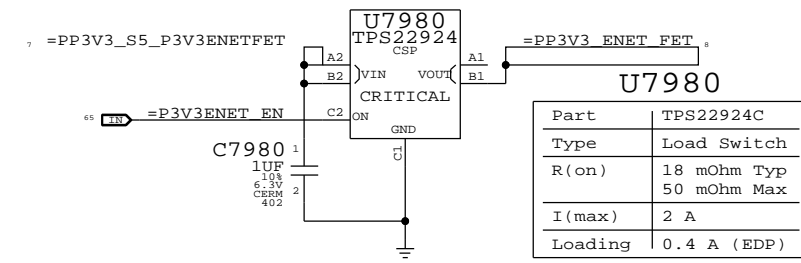 U7980
TPS22924
CSP
7 =PP3V3_S5_P3V3ENETFET
=PP3V3_ENET_FET 8
A2 A1
B2 VIN VOUT B1
CRITICAL
65 IN =P3V3ENET_EN C2 ON
GND
C1
C7980 1
1UF
10%
6.3V
CERM 2
402
U7980
Part TPS22924C
Type Load Switch
R(on) 18 mOhm Typ
50 mOhm Max
I(max) 2 A
Loading 0.4 A (EDP)